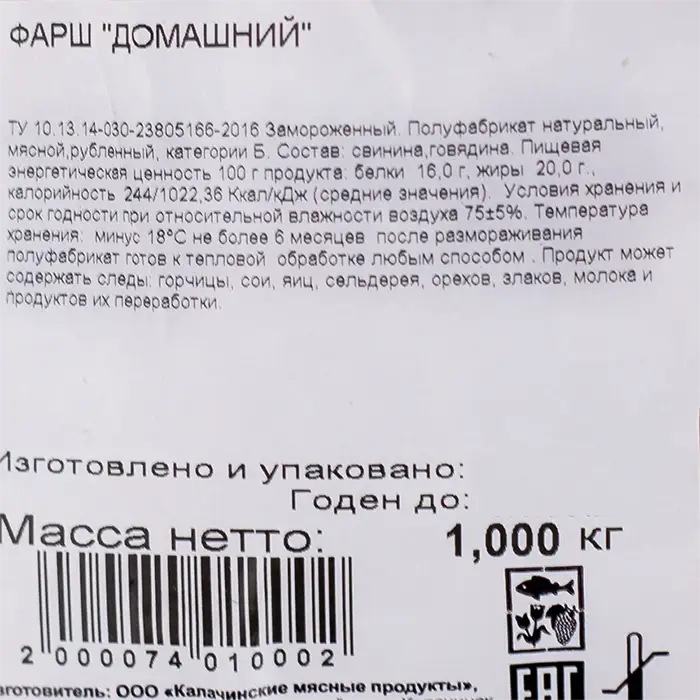 ФАРШ "ДОМАШНИЙ"
ТУ 10.13.14-030-23805166-2016 Замороженный. Полуфабрикат натуральный,
мясной,рубленный, категории Б. Состав: свинина,говядина. Пищевая
энергетическая ценность 100 г продукта: белки 16,0 г, жиры 20,0 г.,
калорийность 244/1022,36 Ккал/кДж (средние значения). Условия хранения и
срок годности при относительной влажности воздуха 75±5%. Температура
хранения: минус 18°С не более 6 месяцев после размораживания
полуфабрикат готов к тепловой обработке любым способом . Продукт может
содержать следы: горчицы, сои, яиц, сельдерея, орехов, злаков, молока и
продуктов их переработки.
Изготовлено и упаковано:
Годен до:
Масса нетто: 1,000 кг
2 000074 010002
зготовитель: ООО «Калачинские мясные продукты»,
ЕАС